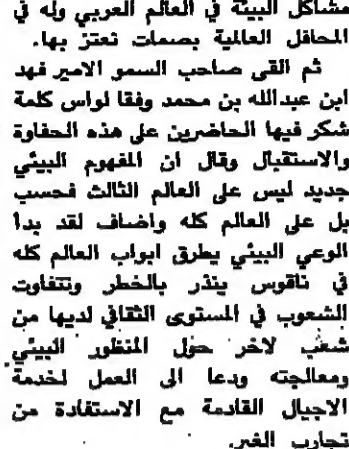 مشاكل البيئة في العالم العربي وله في
المحافل العالمية بصمات نعتز بها.
ثم القى صاحب السمو الامير فهد
ابن عبدالله بن محمد وفقا لواس كلمة
شكر فيها الحاضرين على هذه الحفاوة
والاستقبال وقال ان المفهوم البيئي
جديد ليس على العالم الثالث فحسب
بل على العالم كله واضاف لقد بدا
الوعي البيئي يطرق ابواب العالم كله
في ناقوس ينذر بالخطر وتتفاوت
الشعوب في المستوى الثقافي لديها من
شعب لاخر حول المنظور البيئي
ومعالجته ودعا الى العمل لخدمة
الاجيال القادمة مع الاستفادة من
تجارب الغير.